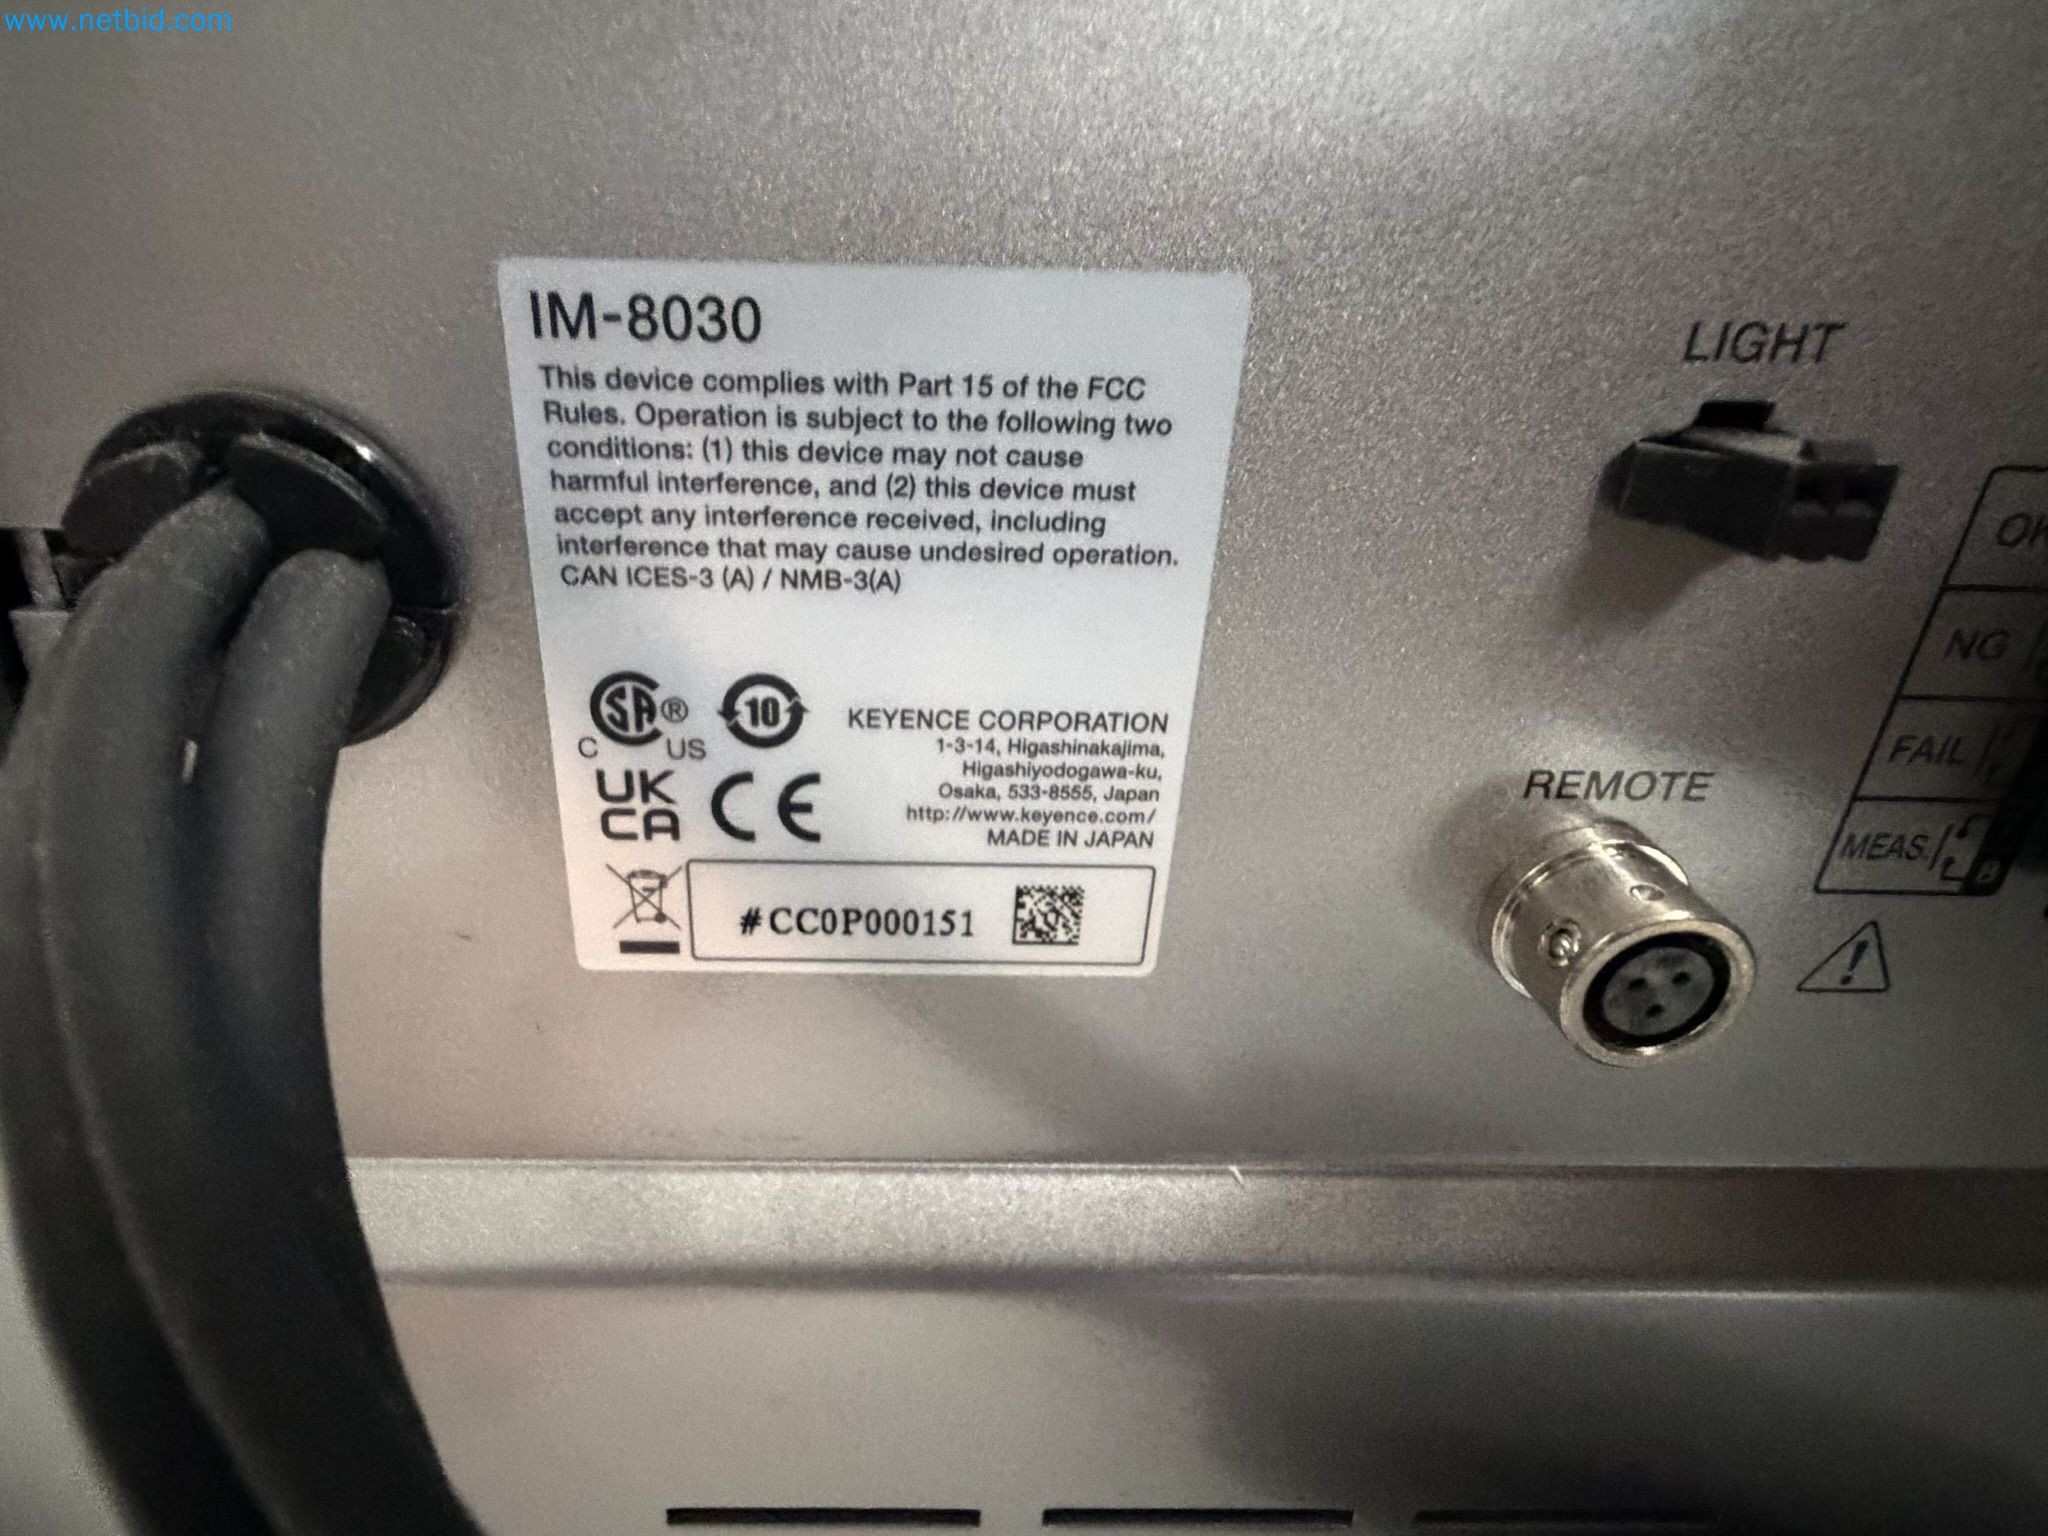 www.netbid.com
IM-8030
This device complies with Part 15 of the FCC
Rules. Operation is subject to the following two
conditions: (1) this device may not cause
harmful interference, and (2) this device must
accept any interference received, including
interference that may cause undesired operation.
CAN ICES-3 (A) / NMB-3(A)
SA ®
C US
10
UK
CA
CE
KEYENCE CORPORATION
1-3-14, Higashinakajima,
Higashiyodogawa-ku,
Osaka, 533-8555, Japan
http://www.keyence.com/
MADE IN JAPAN
#CC0P000151
LIGHT
REMOTE
OK
NG
FAIL
MEAS.